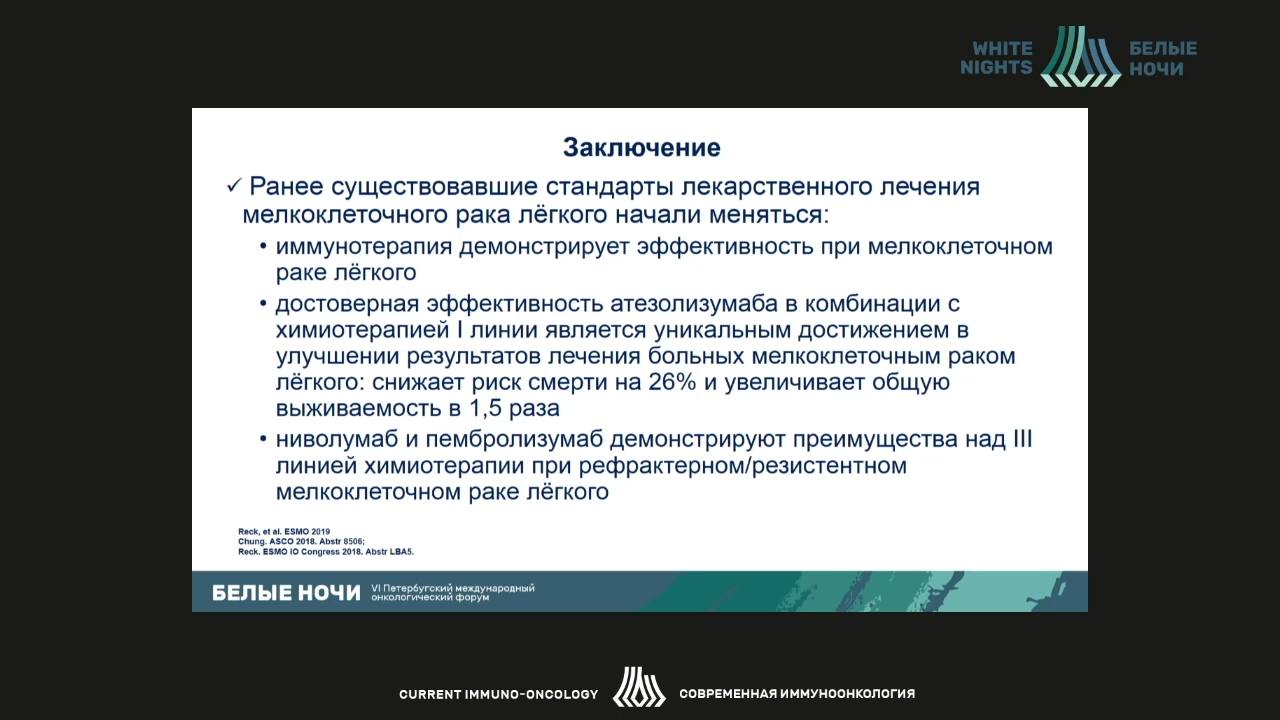 WHITE
NIGHTS
БЕЛЫЕ
НОЧИ
Заключение
✓ Ранее существовавшие стандарты лекарственного лечения
мелкоклеточного рака лёгкого начали меняться:
• иммунотерапия демонстрирует эффективность при мелкоклеточном
раке лёгкого
• достоверная эффективность атезолизумаба в комбинации с
химиотерапией I линии является уникальным достижением в
улучшении результатов лечения больных мелкоклеточным раком
лёгкого: снижает риск смерти на 26% и увеличивает общую
выживаемость в 1,5 раза
• ниволумаб и пембролизумаб демонстрируют преимущества над III
линией химиотерапии при рефрактерном/резистентном
мелкоклеточном раке лёгкого
Reck, et al. ESMO 2019
Chung. ASCO 2018. Abstr 8506;
Reck. ESMO IO Congress 2018. Abstr LBA5.
БЕЛЫЕ НОЧИ
VI Петербугский международный
онкологический форум
CURRENT IMMUNO-ONCOLOGY
СОВРЕМЕННАЯ ИММУНООНКОЛОГИЯ